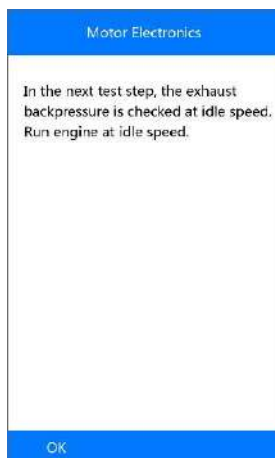 Motor Electronics
In the next test step, the exhaust
backpressure is checked at idle speed.
Run engine at idle speed.
OK